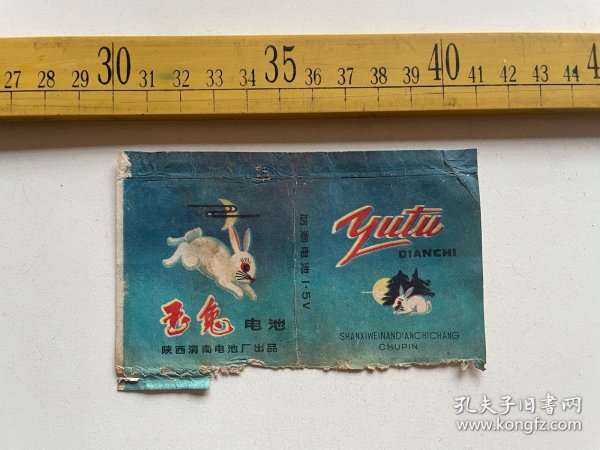 27 28 29 30 31 32 33 34 35 36 37 38 39 40 41 42 43 44 4
玉兔 电池
陕西渭南电池厂出品
防漏电池 1·5V
yutu
DIANCHI
SHANXIWEINANDIANCHICHANG
CHUPIN
孔夫子旧书网
www.kongfz.com